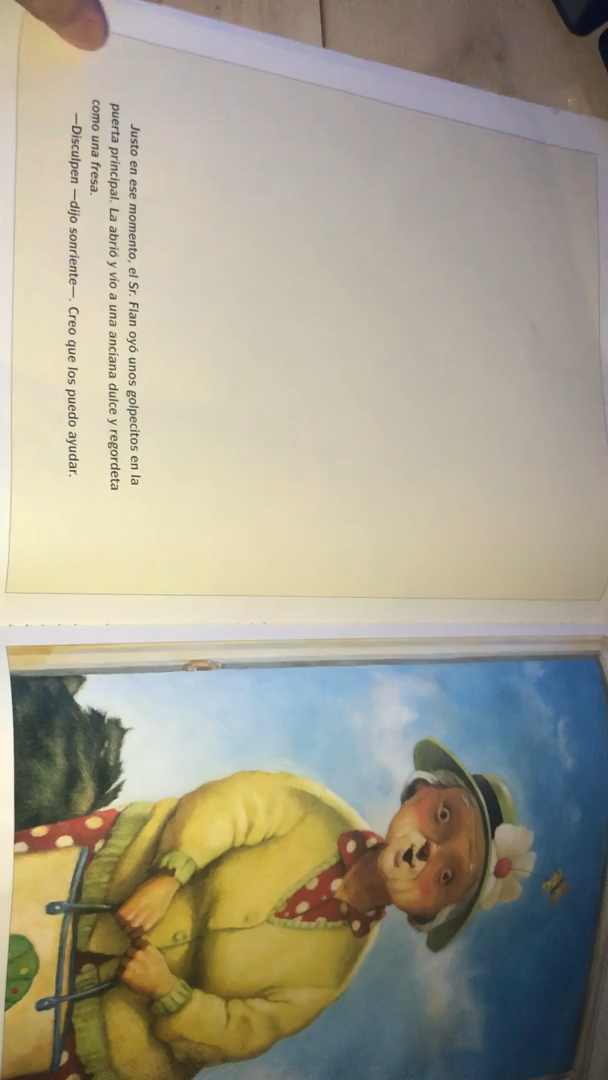 Justo en ese momento, el Sr. Flan oyó unos golpecitos en la
puerta principal. La abrió y vio a una anciana dulce y regordeta
como una fresa.
—Disculpen —dijo sonriente—. Creo que los puedo ayudar.